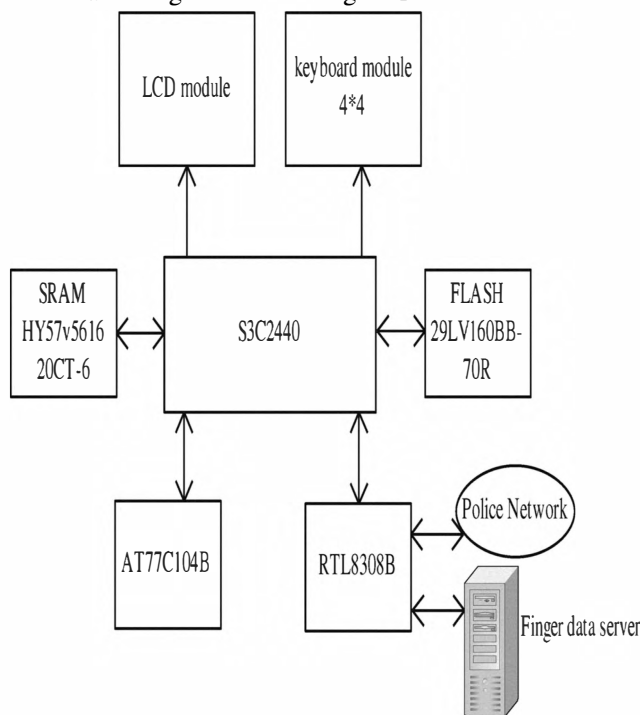 LCD module
keyboard module
4*4
SRAM
HY57v5616
20CT-6
S3C2440
FLASH
29LV160BB-
70R
AT77C104B
RTL8308B
Police Network
Finger data server